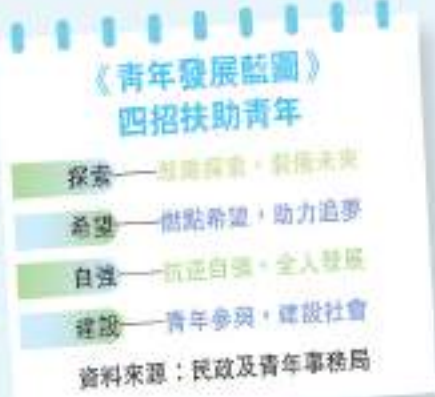 《青年發展藍圖》
四招扶助青年
探索——鼓勵探索，裝備未來
希望——燃點希望，助力追夢
自強——抗逆自強，全人發展
建設——青年參與，建設社會
資料來源：民政及青年事務局